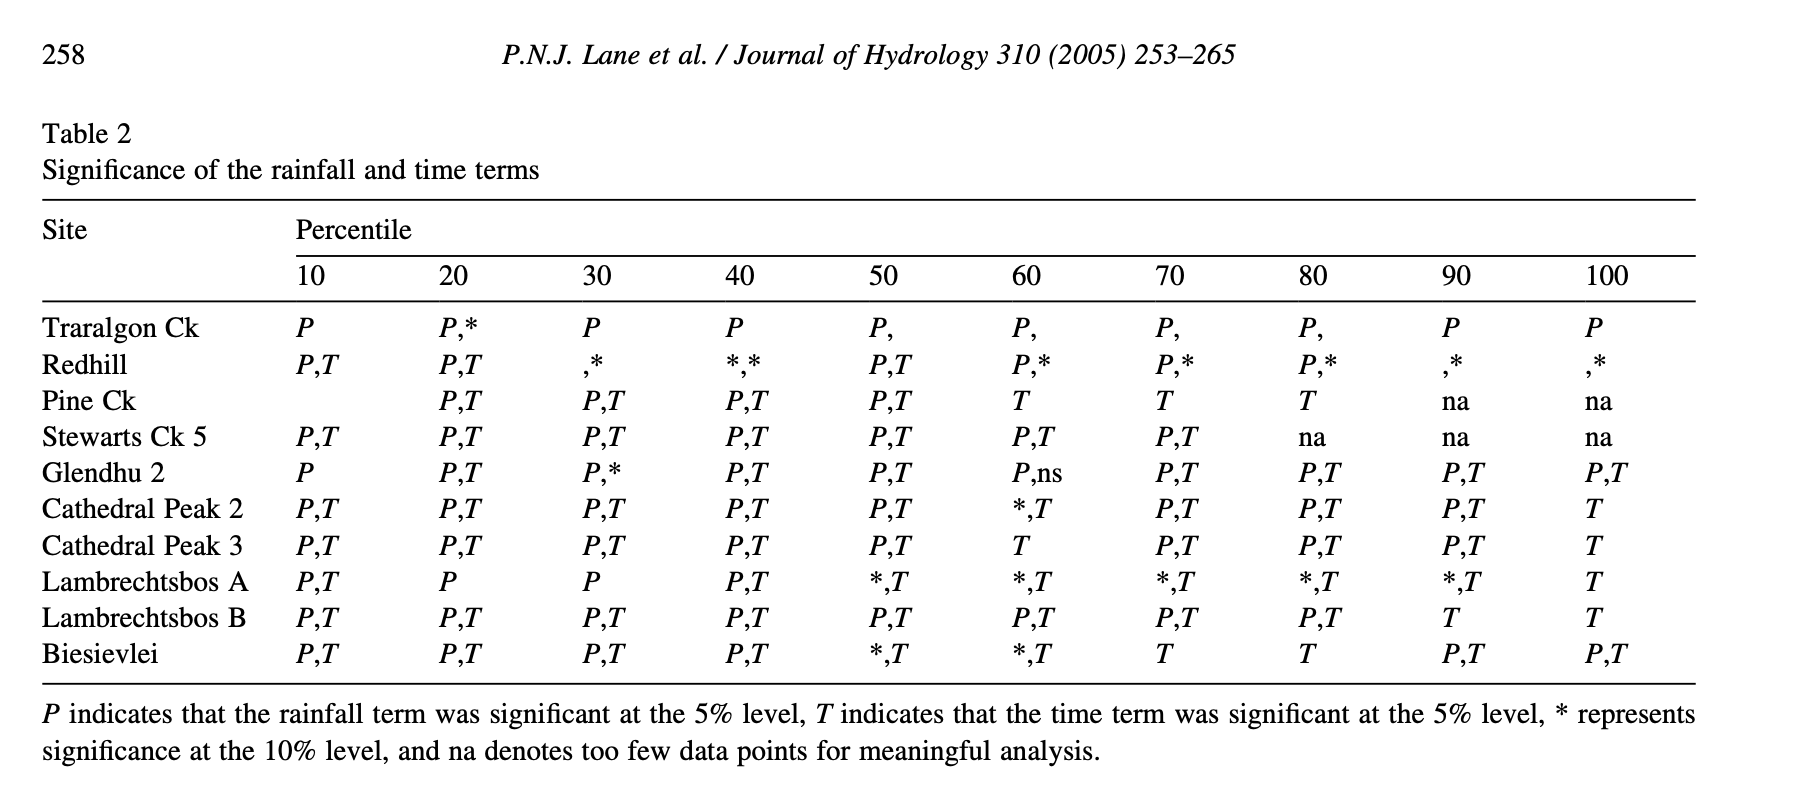 258 P.N.J. Lane et al. / Journal of Hydrology 310 (2005) 253–265
Table 2
Significance of the rainfall and time terms
Site Percentile
10 20 30 40 50 60 70 80 90 100
Traralgon Ck P P,* P P P, P, P, P, P P
Redhill P,T P,T ,* *,* P,T P,* P,* P,* ,* ,*
Pine Ck P,T P,T P,T P,T T T T na na
Stewarts Ck 5 P,T P,T P,T P,T P,T P,T P,T na na na
Glendhu 2 P P,T P,* P,T P,T P,ns P,T P,T P,T P,T
Cathedral Peak 2 P,T P,T P,T P,T P,T *,T P,T P,T P,T T
Cathedral Peak 3 P,T P,T P,T P,T P,T T P,T P,T P,T T
Lambrechtsbos A P,T P P P,T *,T *,T *,T *,T *,T T
Lambrechtsbos B P,T P,T P,T P,T P,T P,T P,T P,T T T
Biesievlei P,T P,T P,T P,T *,T *,T T T P,T P,T
P indicates that the rainfall term was significant at the 5% level, T indicates that the time term was significant at the 5% level, * represents
significance at the 10% level, and na denotes too few data points for meaningful analysis.